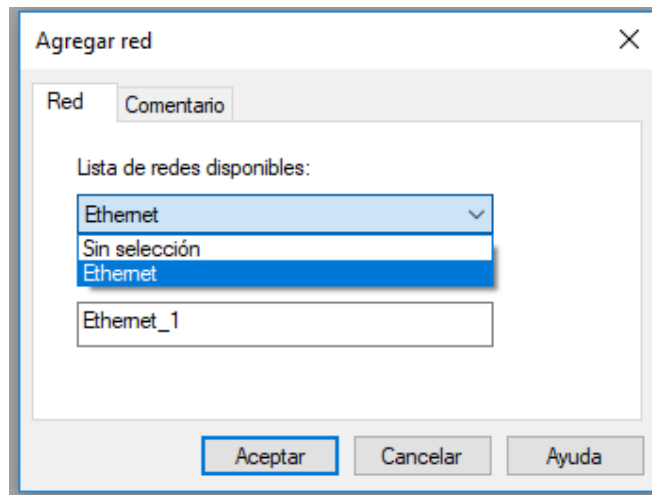 Agregar red
Red Comentario
Lista de redes disponibles:
Ethernet
Sin selección
Ethernet
Ethernet_1
Aceptar Cancelar Ayuda